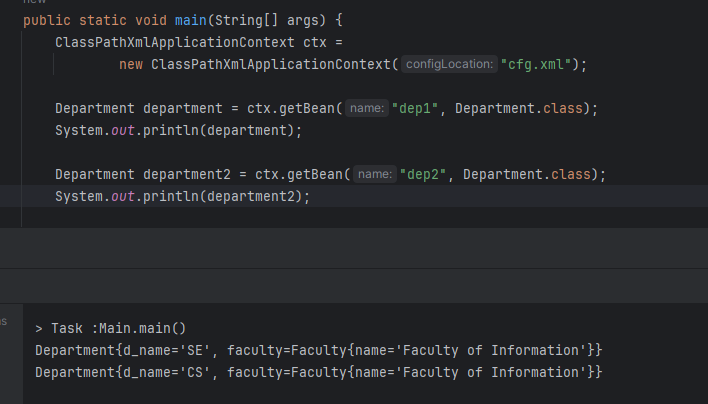 new
public static void main(String[] args) {
ClassPathXmlApplicationContext ctx =
new ClassPathXmlApplicationContext( configLocation: "cfg.xml");
Department department = ctx.getBean( name: "dep1", Department.class);
System.out.println(department);
Department department2 = ctx.getBean( name: "dep2", Department.class);
System.out.println(department2);
> Task :Main.main()
Department{d_name='SE', faculty=Faculty{name='Faculty of Information'}}
Department{d_name='CS', faculty=Faculty{name='Faculty of Information'}}